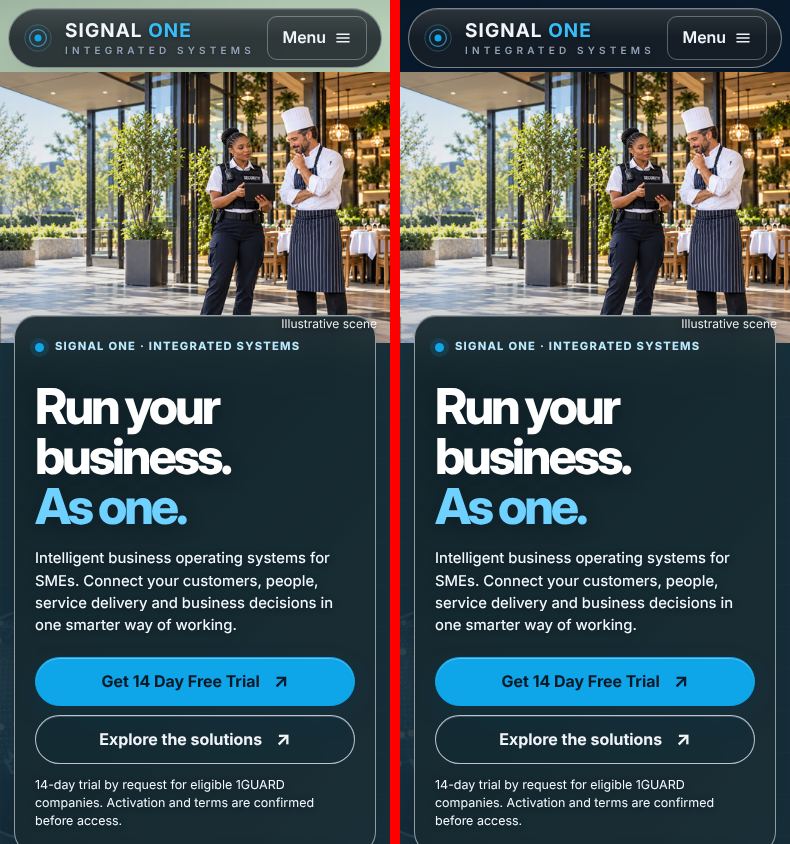 SIGNAL ONE
INTEGRATED SYSTEMS
Menu
SECURITY
Illustrative scene
SIGNAL ONE · INTEGRATED SYSTEMS
Run your
business.
As one.
Intelligent business operating systems for
SMEs. Connect your customers, people,
service delivery and business decisions in
one smarter way of working.
Get 14 Day Free Trial
Explore the solutions
14-day trial by request for eligible 1GUARD
companies. Activation and terms are confirmed
before access.
SIGNAL ONE
INTEGRATED SYSTEMS
Menu
SECURITY
Illustrative scene
SIGNAL ONE · INTEGRATED SYSTEMS
Run your
business.
As one.
Intelligent business operating systems for
SMEs. Connect your customers, people,
service delivery and business decisions in
one smarter way of working.
Get 14 Day Free Trial
Explore the solutions
14-day trial by request for eligible 1GUARD
companies. Activation and terms are confirmed
before access.